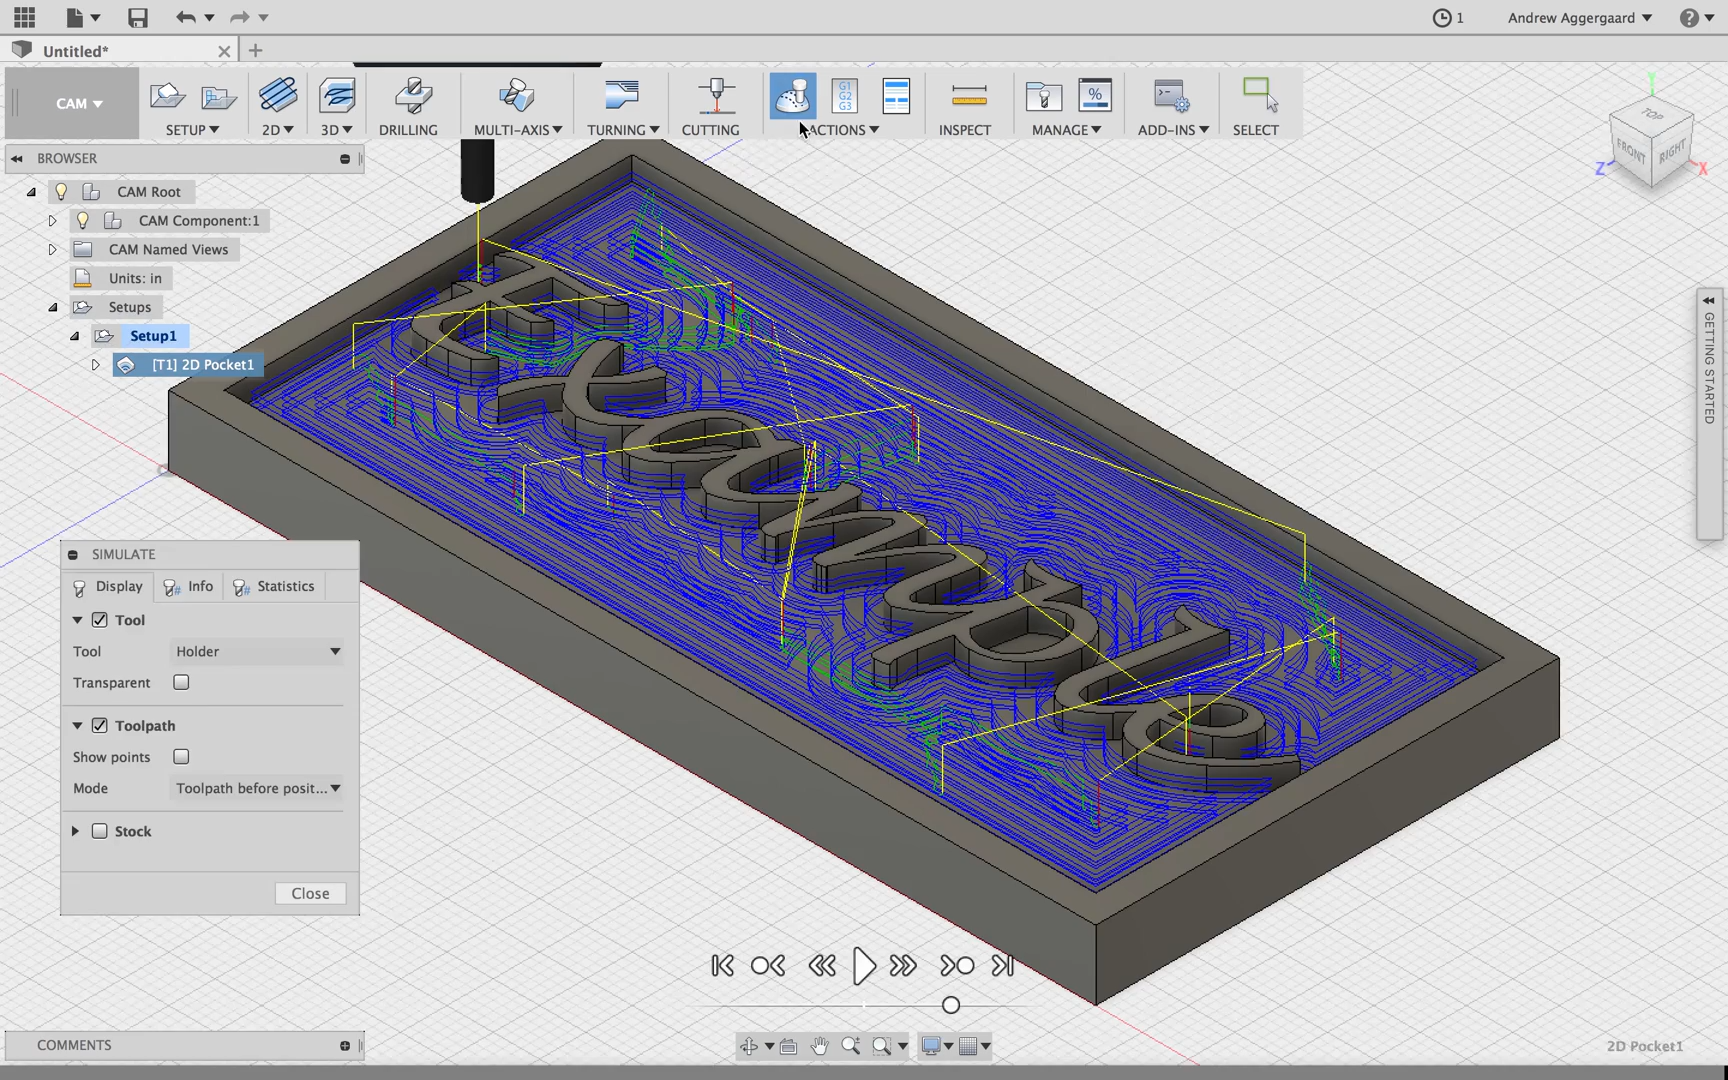 1 Andrew Aggergaard
Untitled*
CAM
SETUP 2D 3D DRILLING MULTI-AXIS TURNING CUTTING ACTIONS INSPECT MANAGE ADD-INS SELECT
G1
G2
G3
%
BROWSER
CAM Root
CAM Component:1
CAM Named Views
Units: in
Setups
Setup1
[T1] 2D Pocket1
TOP
FRONT RIGHT
Y
Z X
GETTING STARTED
Example
SIMULATE
Display Info Statistics
Tool
Tool Holder
Transparent
Toolpath
Show points
Mode Toolpath before posit...
Stock
Close
COMMENTS
2D Pocket1